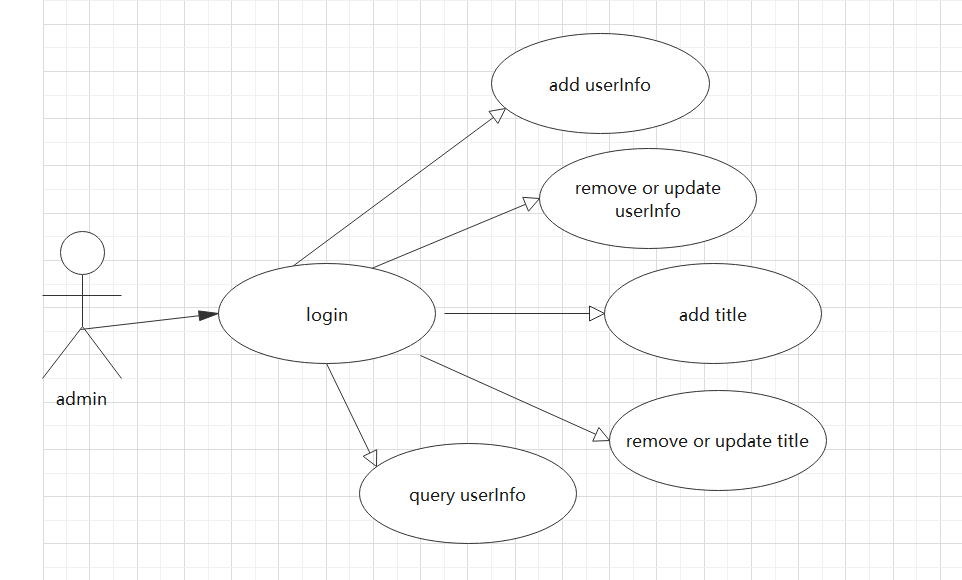 add userInfo
remove or update
userInfo
login
add title
admin
remove or update title
query userInfo